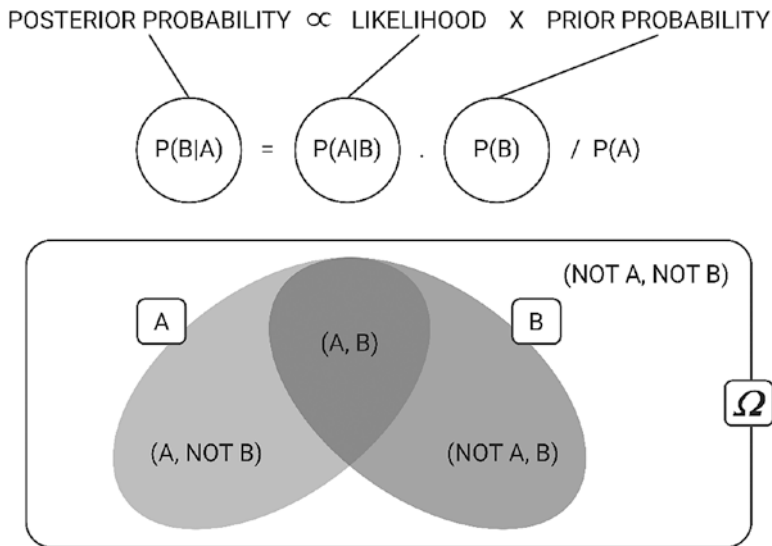 POSTERIOR PROBABILITY ∝ LIKELIHOOD X PRIOR PROBABILITY
P(B|A) = P(A|B) . P(B) / P(A)
(NOT A, NOT B)
A
B
(A, B)
Ω
(A, NOT B)
(NOT A, B)